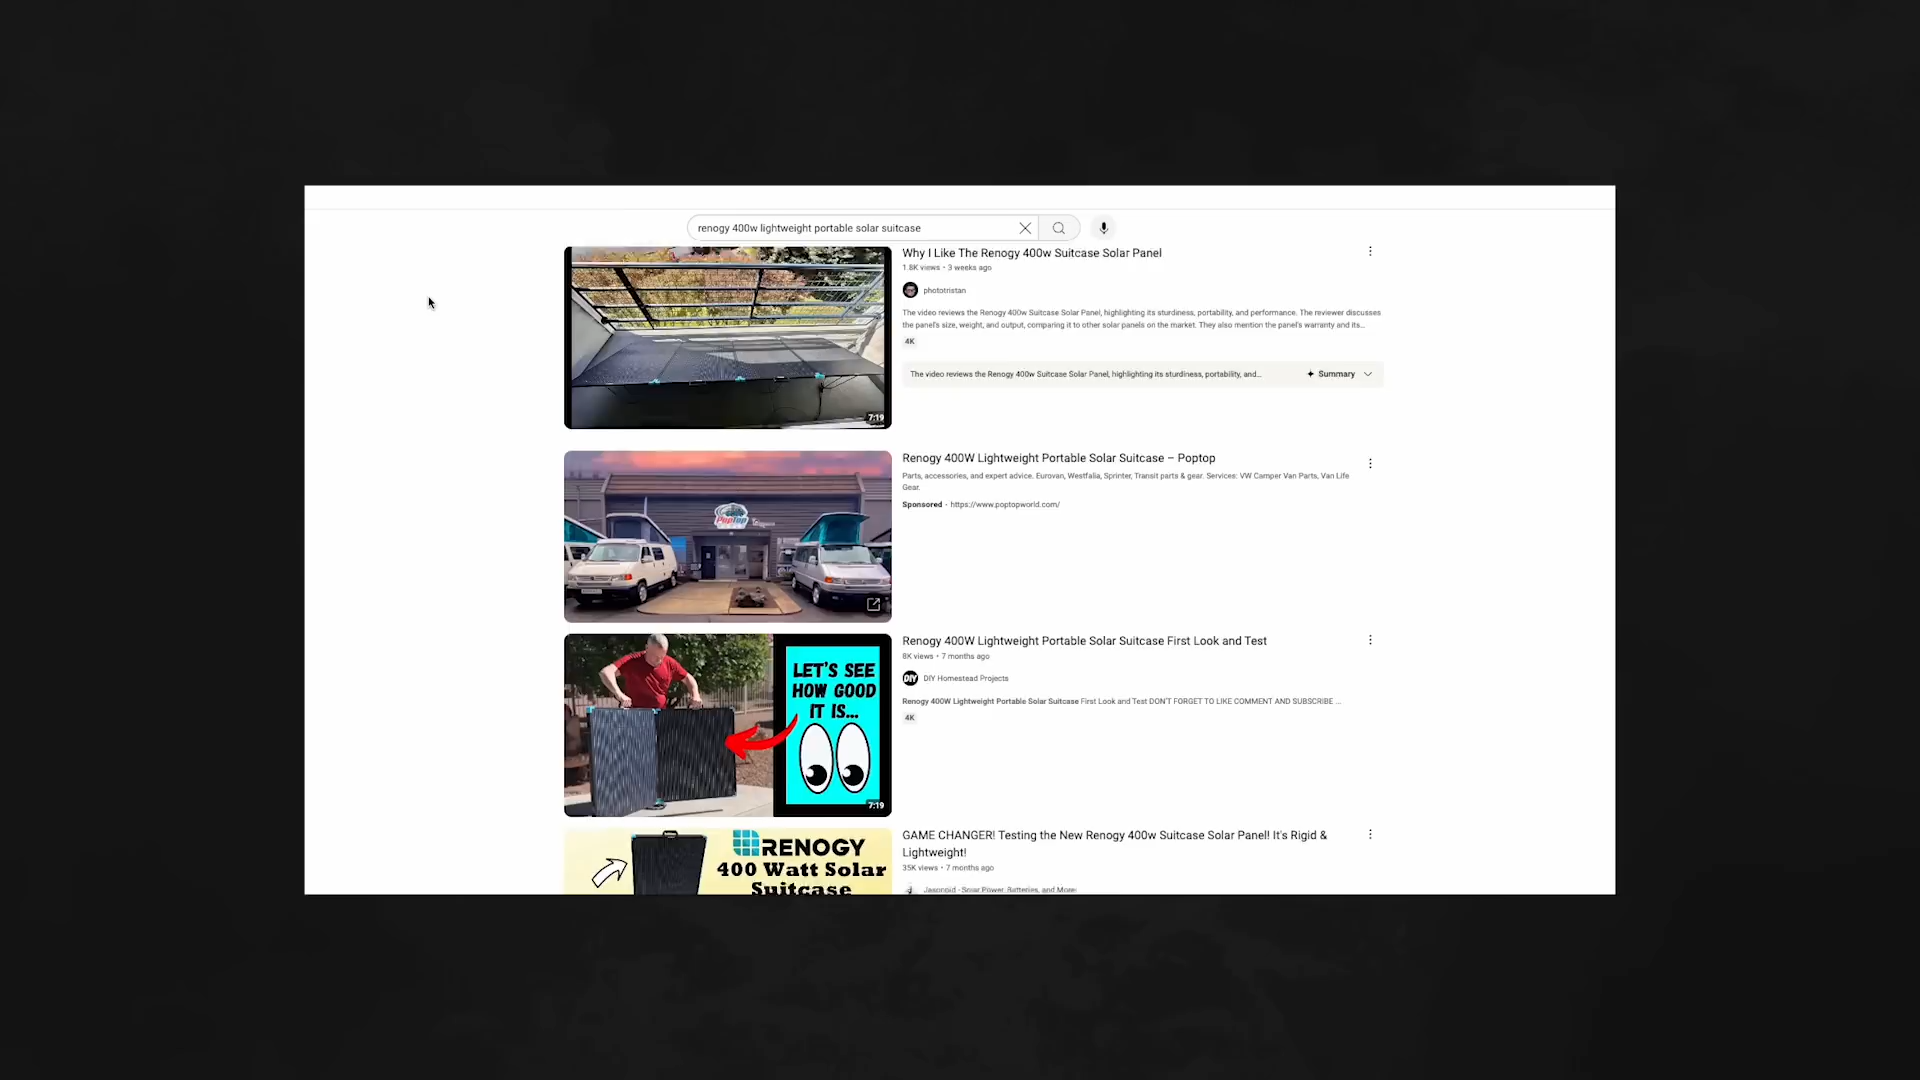 renogy 400w lightweight portable solar suitcase
Why I Like The Renogy 400w Suitcase Solar Panel
1.8K views • 3 weeks ago
phototristan
The video reviews the Renogy 400w Suitcase Solar Panel, highlighting its sturdiness, portability, and performance. The reviewer discusses
the panel's size, weight, and output, comparing it to other solar panels on the market. They also mention the panel's warranty and its...
4K
The video reviews the Renogy 400w Suitcase Solar Panel, highlighting its sturdiness, portability, and...
Summary
7:19
Renogy 400W Lightweight Portable Solar Suitcase – Poptop
Parts, accessories, and expert advice. Eurovan, Westfalia, Sprinter, Transit parts & gear. Services: VW Camper Van Parts, Van Life
Gear.
Sponsored · https://www.poptopworld.com/
PopTop
LET'S SEE
HOW GOOD
IT IS...
7:19
Renogy 400W Lightweight Portable Solar Suitcase First Look and Test
8K views • 7 months ago
DIY
DIY Homestead Projects
Renogy 400W Lightweight Portable Solar Suitcase First Look and Test DON'T FORGET TO LIKE COMMENT AND SUBSCRIBE ...
4K
RENOGY
400 Watt Solar
Suitcase
GAME CHANGER! Testing the New Renogy 400w Suitcase Solar Panel! It's Rigid &
Lightweight!
35K views • 7 months ago
Jasonoid - Solar Power, Batteries, and More